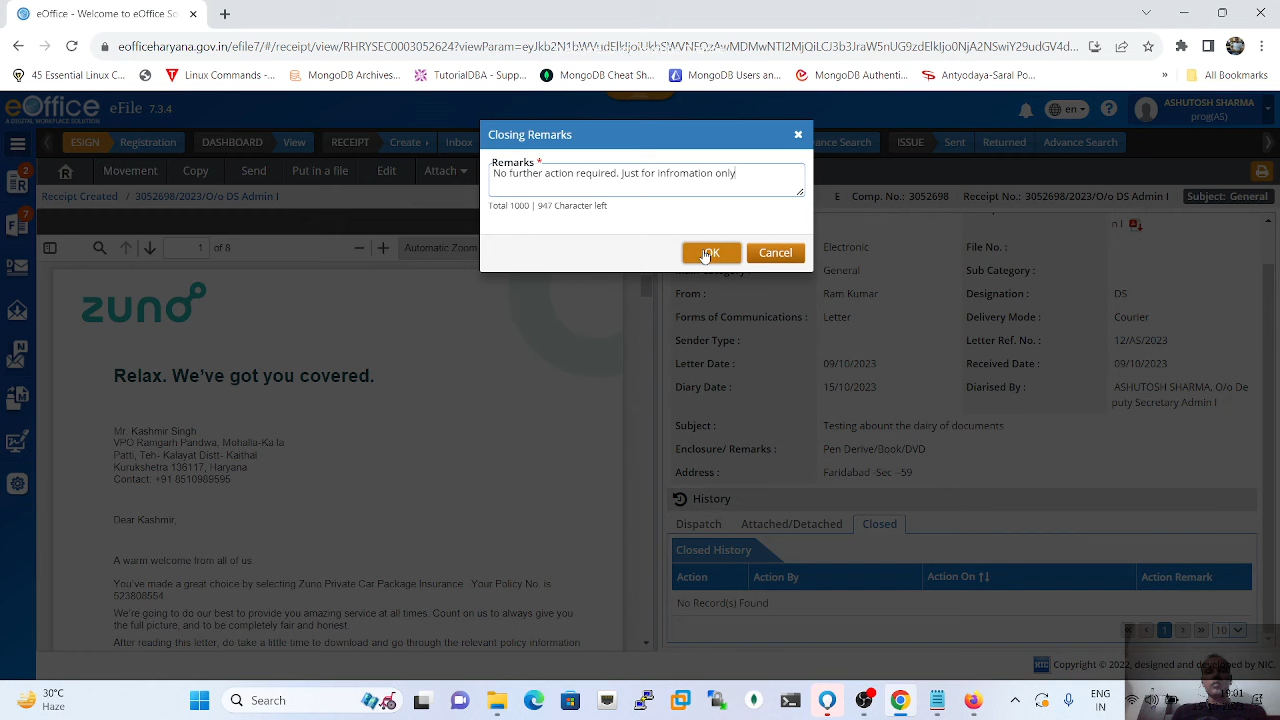 eOffice - eOffice So
eofficeharyana.gov.in/efile7/#/receipt/view/RHRYSEC0003052624?viewParam=
45 Essential Linux C...
Linux Commands -...
MongoDB Archives...
TutorialDBA - Supp...
MongoDB Cheat Sh...
MongoDB Users -...
MongoDB Authenti...
Antyodaya-Saral Po...
»
All Bookmarks
eOffice eFile 7.3.4
A DIGITAL WORKPLACE SOLUTION
en
ASHUTOSH SHARMA
prog(AS)
ESIGN Registration DASHBOARD View RECEIPT Create Inbox
ance Search ISSUE Sent Returned Advance Search
Movement Copy Send Put in a file Edit Attach
2
7
Receipt Created / 3052698/2023/O/o DS Admin I
E Comp. No.: 3052698 Receipt No.: 3052698/2023/O/o DS Admin I Subject: General
Closing Remarks
Remarks *
No further action required. Just for infromation only
Total 1000 | 947 Character left
OK Cancel
1 of 8
Automatic Zoom
zuno
Relax. We've got you covered.
Mr. Kashmir Singh
VPO Ramgarh Pandwa, Mohalla-Ka la
Patti, Teh- Kalayat Distt- Kaithal
Kurukshetra 136117, Haryana
Contact: +91 8510989595
Dear Kashmir,
A warm welcome from all of us
You've made a great choice by selecting Zuno Private Car Package Insurance. Your Policy No. is
523808554.
We're going to do our best to provide you amazing service at all times. Count on us to always give you
the full picture, and to be completely fair and honest.
After reading this letter, do take a little time to download and go through the relevant policy information
Electronic File No. :
General Sub Category :
From : Ram Kumar Designation : DS
Forms of Communications : Letter Delivery Mode : Courier
Sender Type : Letter Ref. No. : 12/AS/2023
Letter Date : 09/10/2023 Received Date : 09/10/2023
Diary Date : 15/10/2023 Diarised By : ASHUTOSH SHARMA, O/o De
puty Secretary Admin I
Subject : Testing abount the dairy of documents
Enclosure/ Remarks : Pen Derive/Book/DVD
Address : Faridabad -Sec -59
History
Dispatch Attached/Detached Closed
Closed History
Action Action By Action On Action Remark
No Record(s) Found
1 10
NIC Copyright © 2022, designed and developed by NIC.
30°C
Haze
Search
ENG
IN